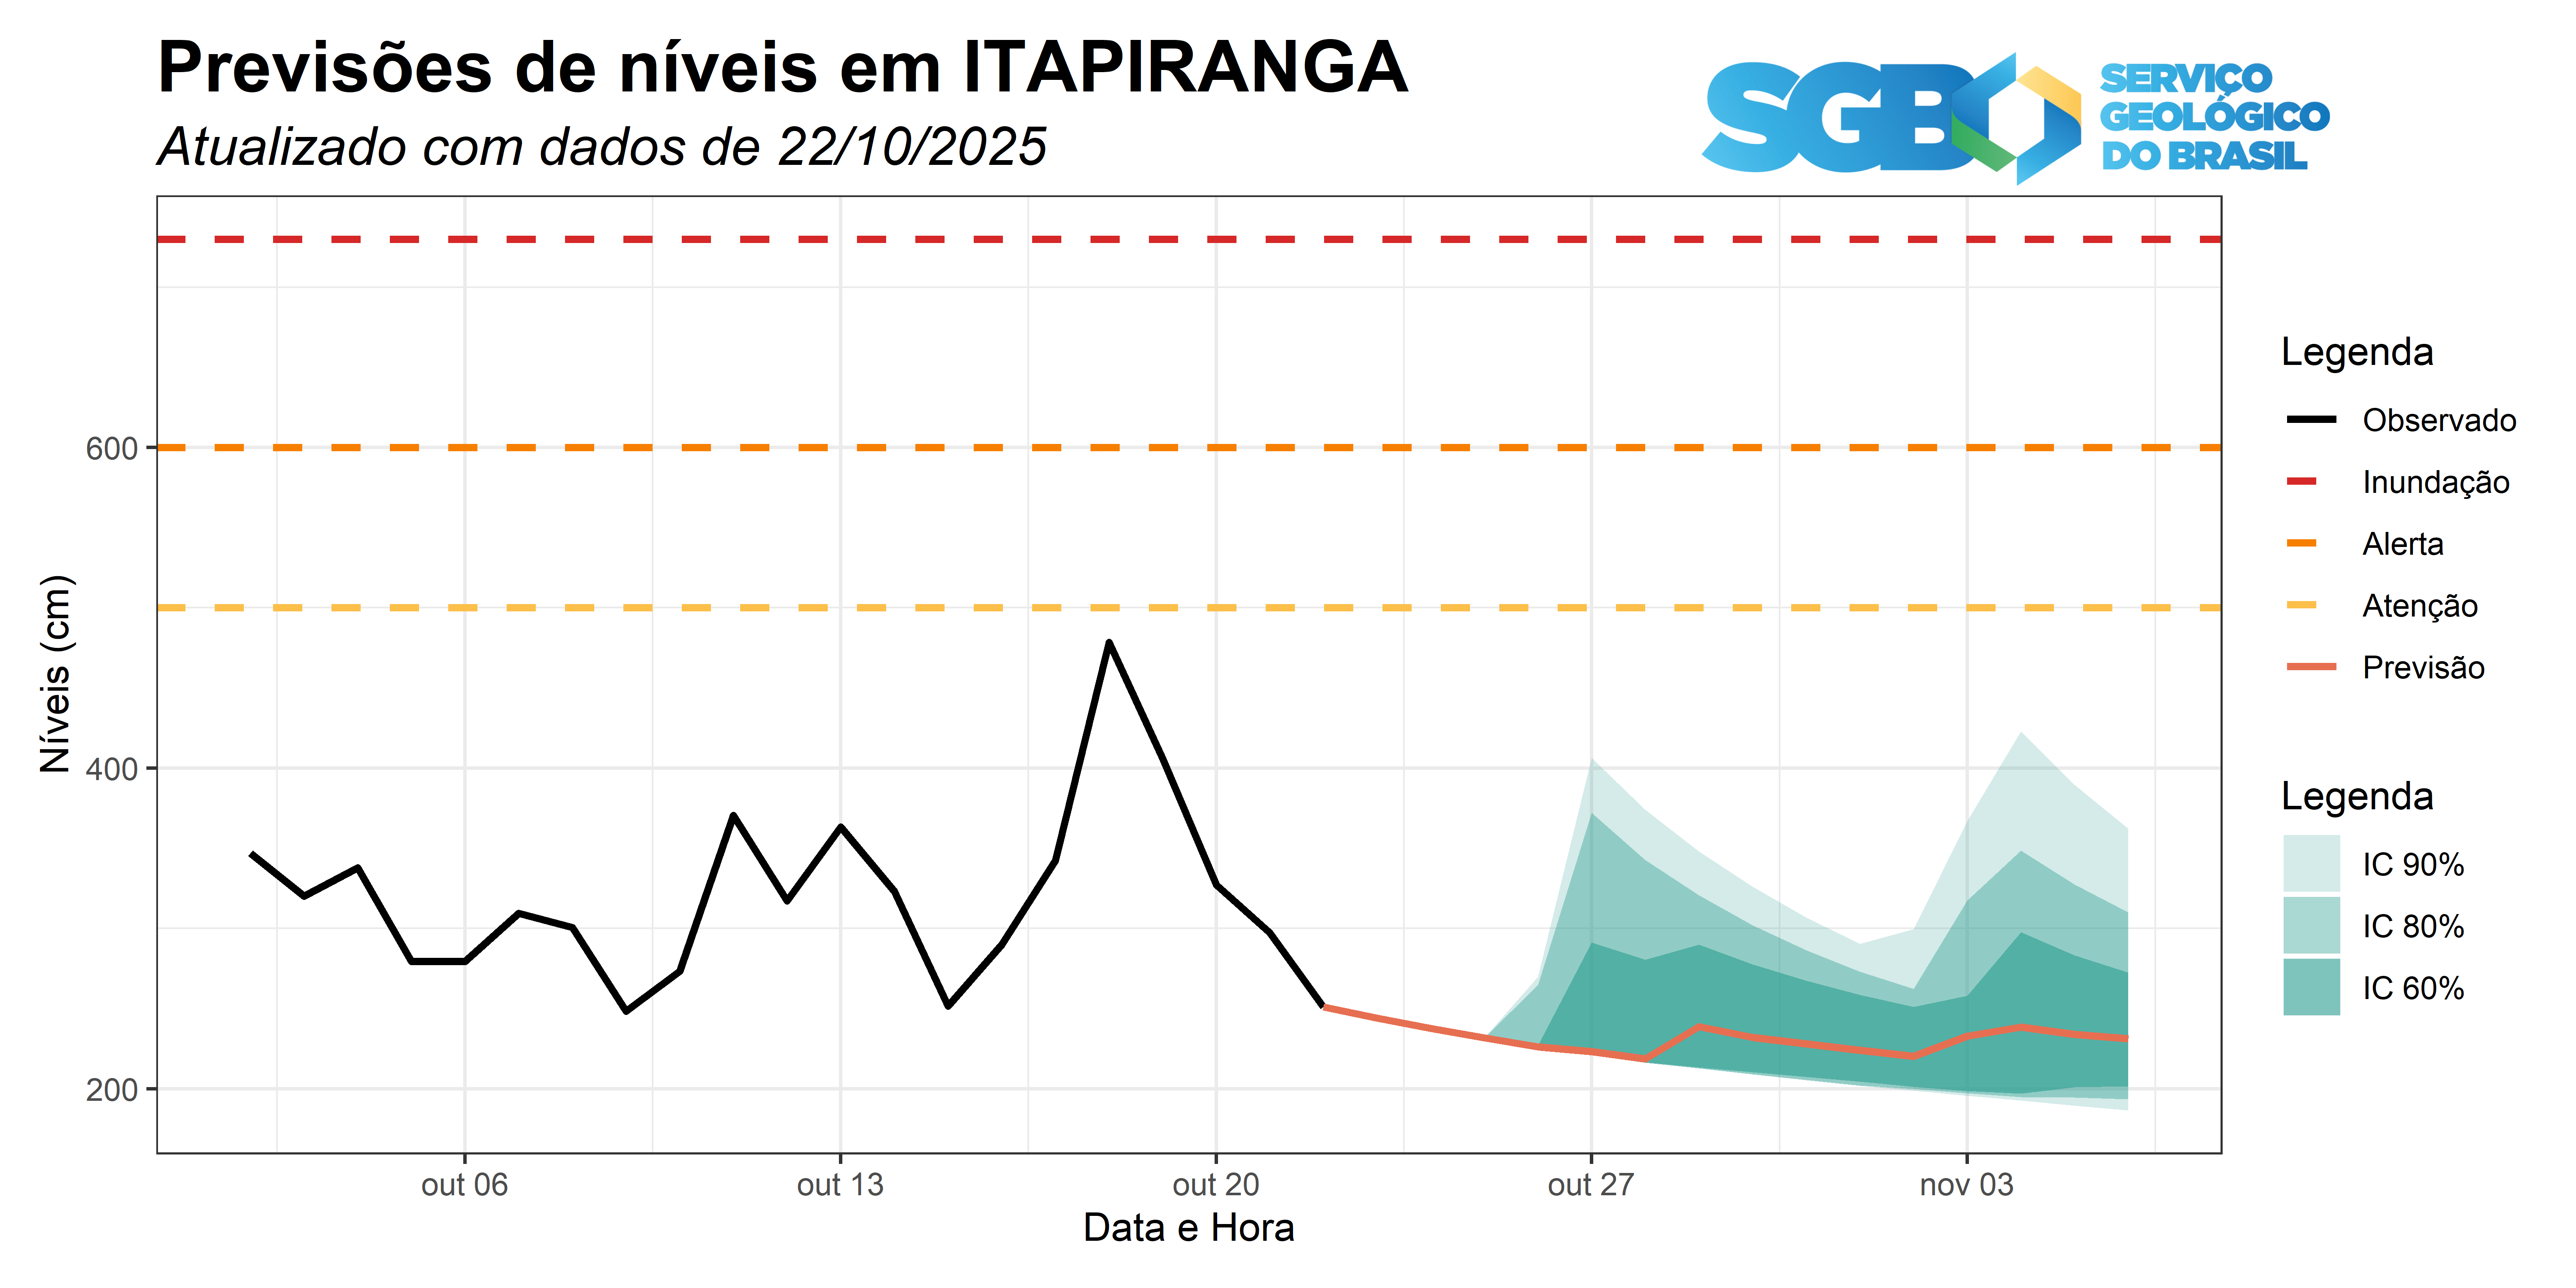 Previsões de níveis em ITAPIRANGA
Atualizado com dados de 22/10/2025
SGB
SERVIÇO
GEOLÓGICO
DO BRASIL
Níveis (cm)
600
400
200
out 06
out 13
out 20
out 27
nov 03
Data e Hora
Legenda
Observado
Inundação
Alerta
Atenção
Previsão
Legenda
IC 90%
IC 80%
IC 60%